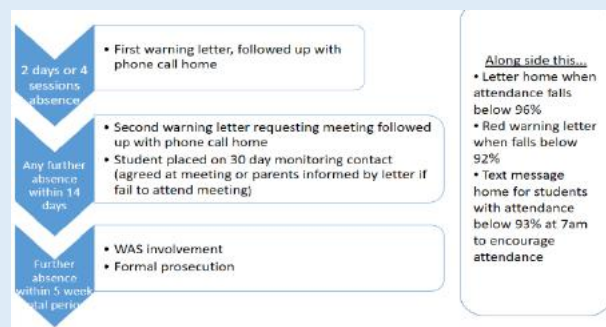 2 days or 4
sessions
absence
• First warning letter, followed up with
phone call home
Any further
absence
within 14
days
• Second warning letter requesting meeting followed
up with phone call home
• Student placed on 30 day monitoring contact
(agreed at meeting or parents informed by letter if
fail to attend meeting)
Further
absence
within 5 week
total period
• WAS involvement
• Formal prosecution
Along side this...
• Letter home when
attendance falls
below 96%
• Red warning letter
when falls below
92%
• Text message
home for students
with attendance
below 93% at 7am
to encourage
attendance